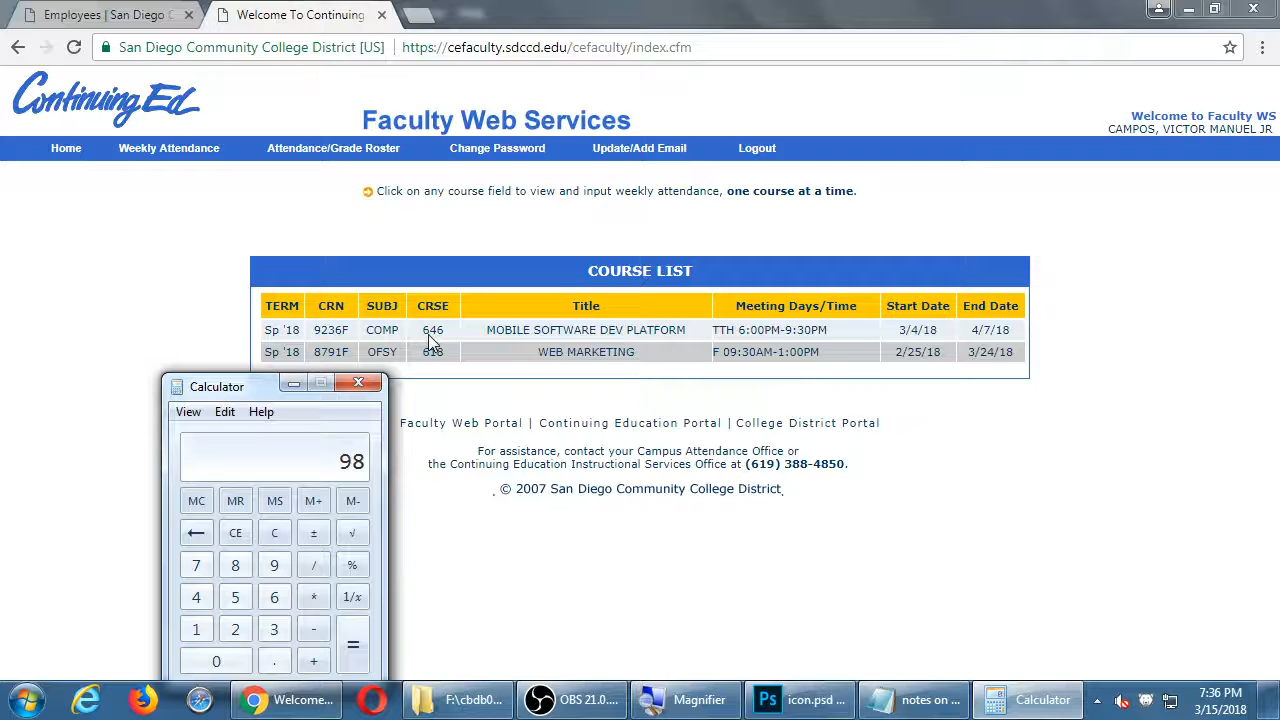 Employees | San Diego C
Welcome To Continuing
San Diego Community College District [US]
https://cefaculty.sdccd.edu/cefaculty/index.cfm
Continuing Ed
Faculty Web Services
Welcome to Faculty WS
CAMPOS, VICTOR MANUEL JR
Home Weekly Attendance Attendance/Grade Roster Change Password Update/Add Email Logout
Click on any course field to view and input weekly attendance, one course at a time.
COURSE LIST
TERM CRN SUBJ CRSE Title Meeting Days/Time Start Date End Date
Sp '18 9236F COMP 646 MOBILE SOFTWARE DEV PLATFORM TTH 6:00PM-9:30PM 3/4/18 4/7/18
Sp '18 8791F OFSY WEB MARKETING F 09:30AM-1:00PM 2/25/18 3/24/18
Faculty Web Portal | Continuing Education Portal | College District Portal
For assistance, contact your Campus Attendance Office or
the Continuing Education Instructional Services Office at (619) 388-4850.
. © 2007 San Diego Community College District.
Calculator
View Edit Help
98
MC MR MS M+ M-
← CE C ± √
7 8 9 / %
4 5 6 * 1/x
1 2 3 - =
0 . +
Welcome...
F:\cbdb0...
OBS 21.0....
Magnifier
Ps
icon.psd ...
notes on ...
Calculator
7:36 PM
3/15/2018